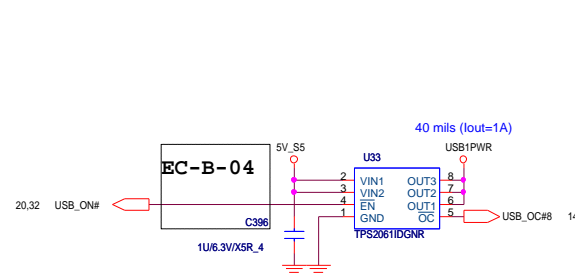 40 mils (Iout=1A)
5V_S5
U33
USB1PWR
EC-B-04
2 VIN1 OUT3 8
3 VIN2 OUT2 7
20,32 USB_ON# 4 EN OUT1 6
C396 1 GND OC 5 USB_OC#8 14
1U/6.3V/X5R_4
TPS2061IDGNR